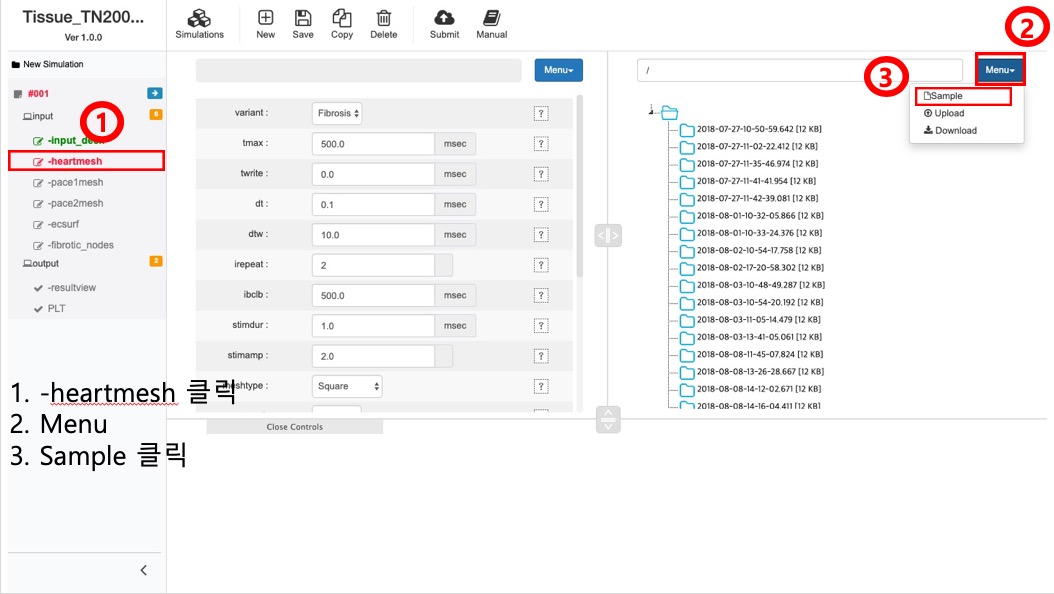 Tissue_TN200...
Ver 1.0.0
Simulations
New
Save
Copy
Delete
Submit
Manual
2
New Simulation
#001
input
6
1
-input_deck
-heartmesh
-pace1mesh
-pace2mesh
-ecsurf
-fibrotic_nodes
output
2
-resultview
PLT
Menu
variant :
Fibrosis
?
tmax :
500.0
msec
?
twrite :
0.0
msec
?
dt :
0.1
msec
?
dtw :
10.0
msec
?
irepeat :
2
?
ibclb :
500.0
msec
?
stimdur :
1.0
msec
?
stimamp :
2.0
?
meshtype :
Square
?
Close Controls
/
Menu
3
Sample
Upload
Download
2018-07-27-10-50-59.642 [12 KB]
2018-07-27-11-02-22.412 [12 KB]
2018-07-27-11-35-46.974 [12 KB]
2018-07-27-11-41-41.954 [12 KB]
2018-07-27-11-42-39.081 [12 KB]
2018-08-01-10-32-05.866 [12 KB]
2018-08-01-10-33-24.376 [12 KB]
2018-08-02-10-54-17.758 [12 KB]
2018-08-02-17-20-58.302 [12 KB]
2018-08-03-10-48-49.287 [12 KB]
2018-08-03-10-54-20.192 [12 KB]
2018-08-03-11-05-14.479 [12 KB]
2018-08-03-13-41-05.061 [12 KB]
2018-08-08-11-45-07.824 [12 KB]
2018-08-08-13-26-28.667 [12 KB]
2018-08-08-14-12-02.671 [12 KB]
2018-08-08-14-16-04.411 [12 KB]
1. -heartmesh 클릭
2. Menu
3. Sample 클릭